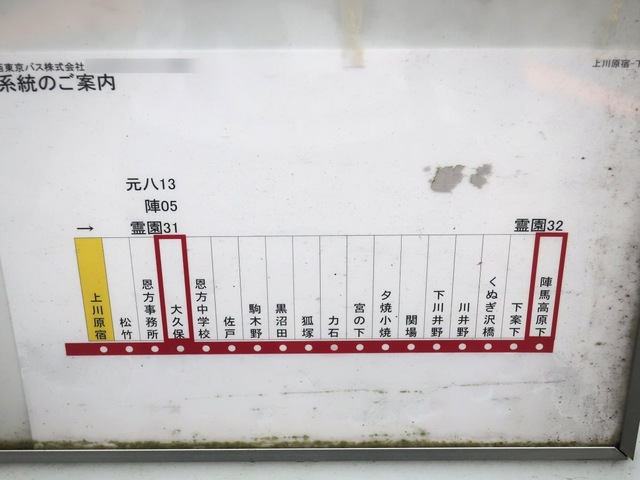 西東京バス株式会社
系統のご案内
上川原宿-下
元八13
陣05
→ 霊園31
霊園32
上川原宿
松竹
恩方事務所
大久保
恩方中学校
佐戸
駒木野
黒沼田
狐塚
力石
宮の下
夕焼小焼
関場
下川井野
川井野
くぬぎ沢橋
下案下
陣馬高原下